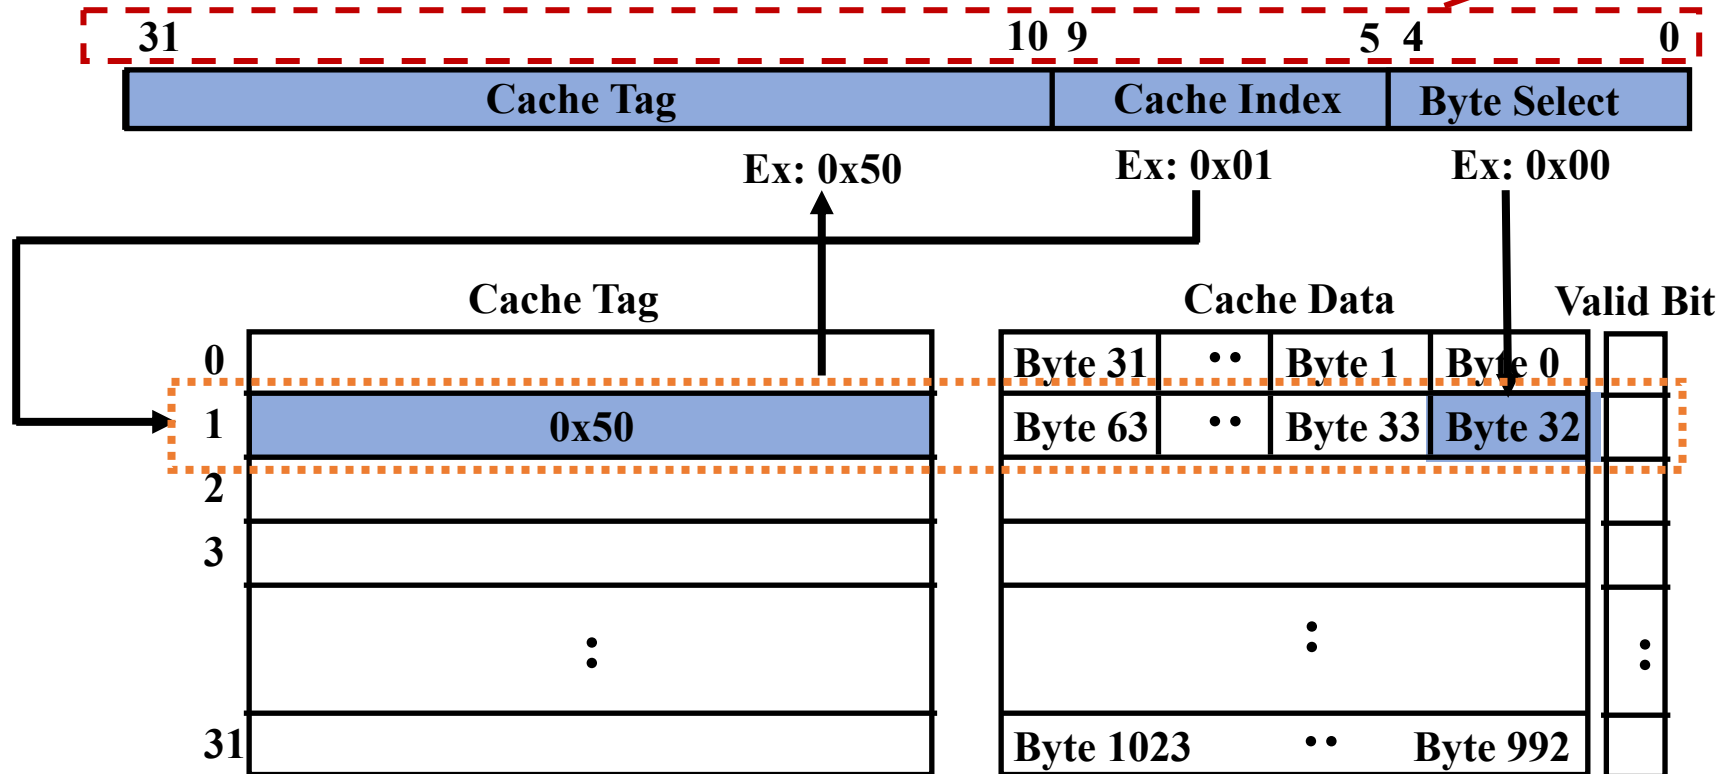 31 10 9 5 4 0
Cache Tag Cache Index Byte Select
Ex: 0x50 Ex: 0x01 Ex: 0x00
Cache Tag Cache Data Valid Bit
0 Byte 31 •• Byte 1 Byte 0
1 0x50 Byte 63 •• Byte 33 Byte 32
2
3
: : :
31 Byte 1023 •• Byte 992